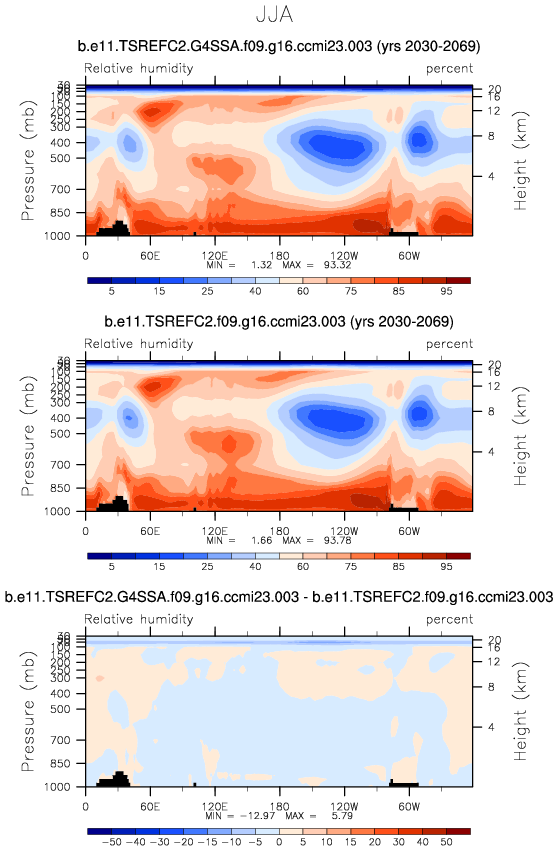 JJA
b.e11.TSREFC2.G4SSA.f09.g16.ccmi23.003 (yrs 2030-2069)
Relative humidity percent
Pressure (mb)
30
100
150
200
250
300
400
500
700
850
1000
20
16
12
8
4
Height (km)
0 60E 120E 180 120W 60W
MIN = 1.32 MAX = 93.32
5 15 25 40 60 75 85 95
b.e11.TSREFC2.f09.g16.ccmi23.003 (yrs 2030-2069)
Relative humidity percent
Pressure (mb)
30
100
150
200
250
300
400
500
700
850
1000
20
16
12
8
4
Height (km)
0 60E 120E 180 120W 60W
MIN = 1.66 MAX = 93.78
5 15 25 40 60 75 85 95
b.e11.TSREFC2.G4SSA.f09.g16.ccmi23.003 - b.e11.TSREFC2.f09.g16.ccmi23.003
Relative humidity percent
Pressure (mb)
30
100
150
200
250
300
400
500
700
850
1000
20
16
12
8
4
Height (km)
0 60E 120E 180 120W 60W
MIN = −12.97 MAX = 5.79
−50 −40 −30 −20 −15 −10 −5 0 5 10 15 20 30 40 50